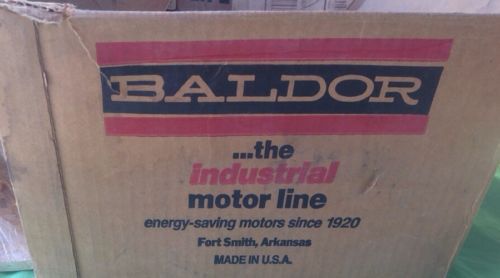 BALDOR
...the
industrial
motor line
energy-saving motors since 1920
Fort Smith, Arkansas
MADE IN U.S.A.